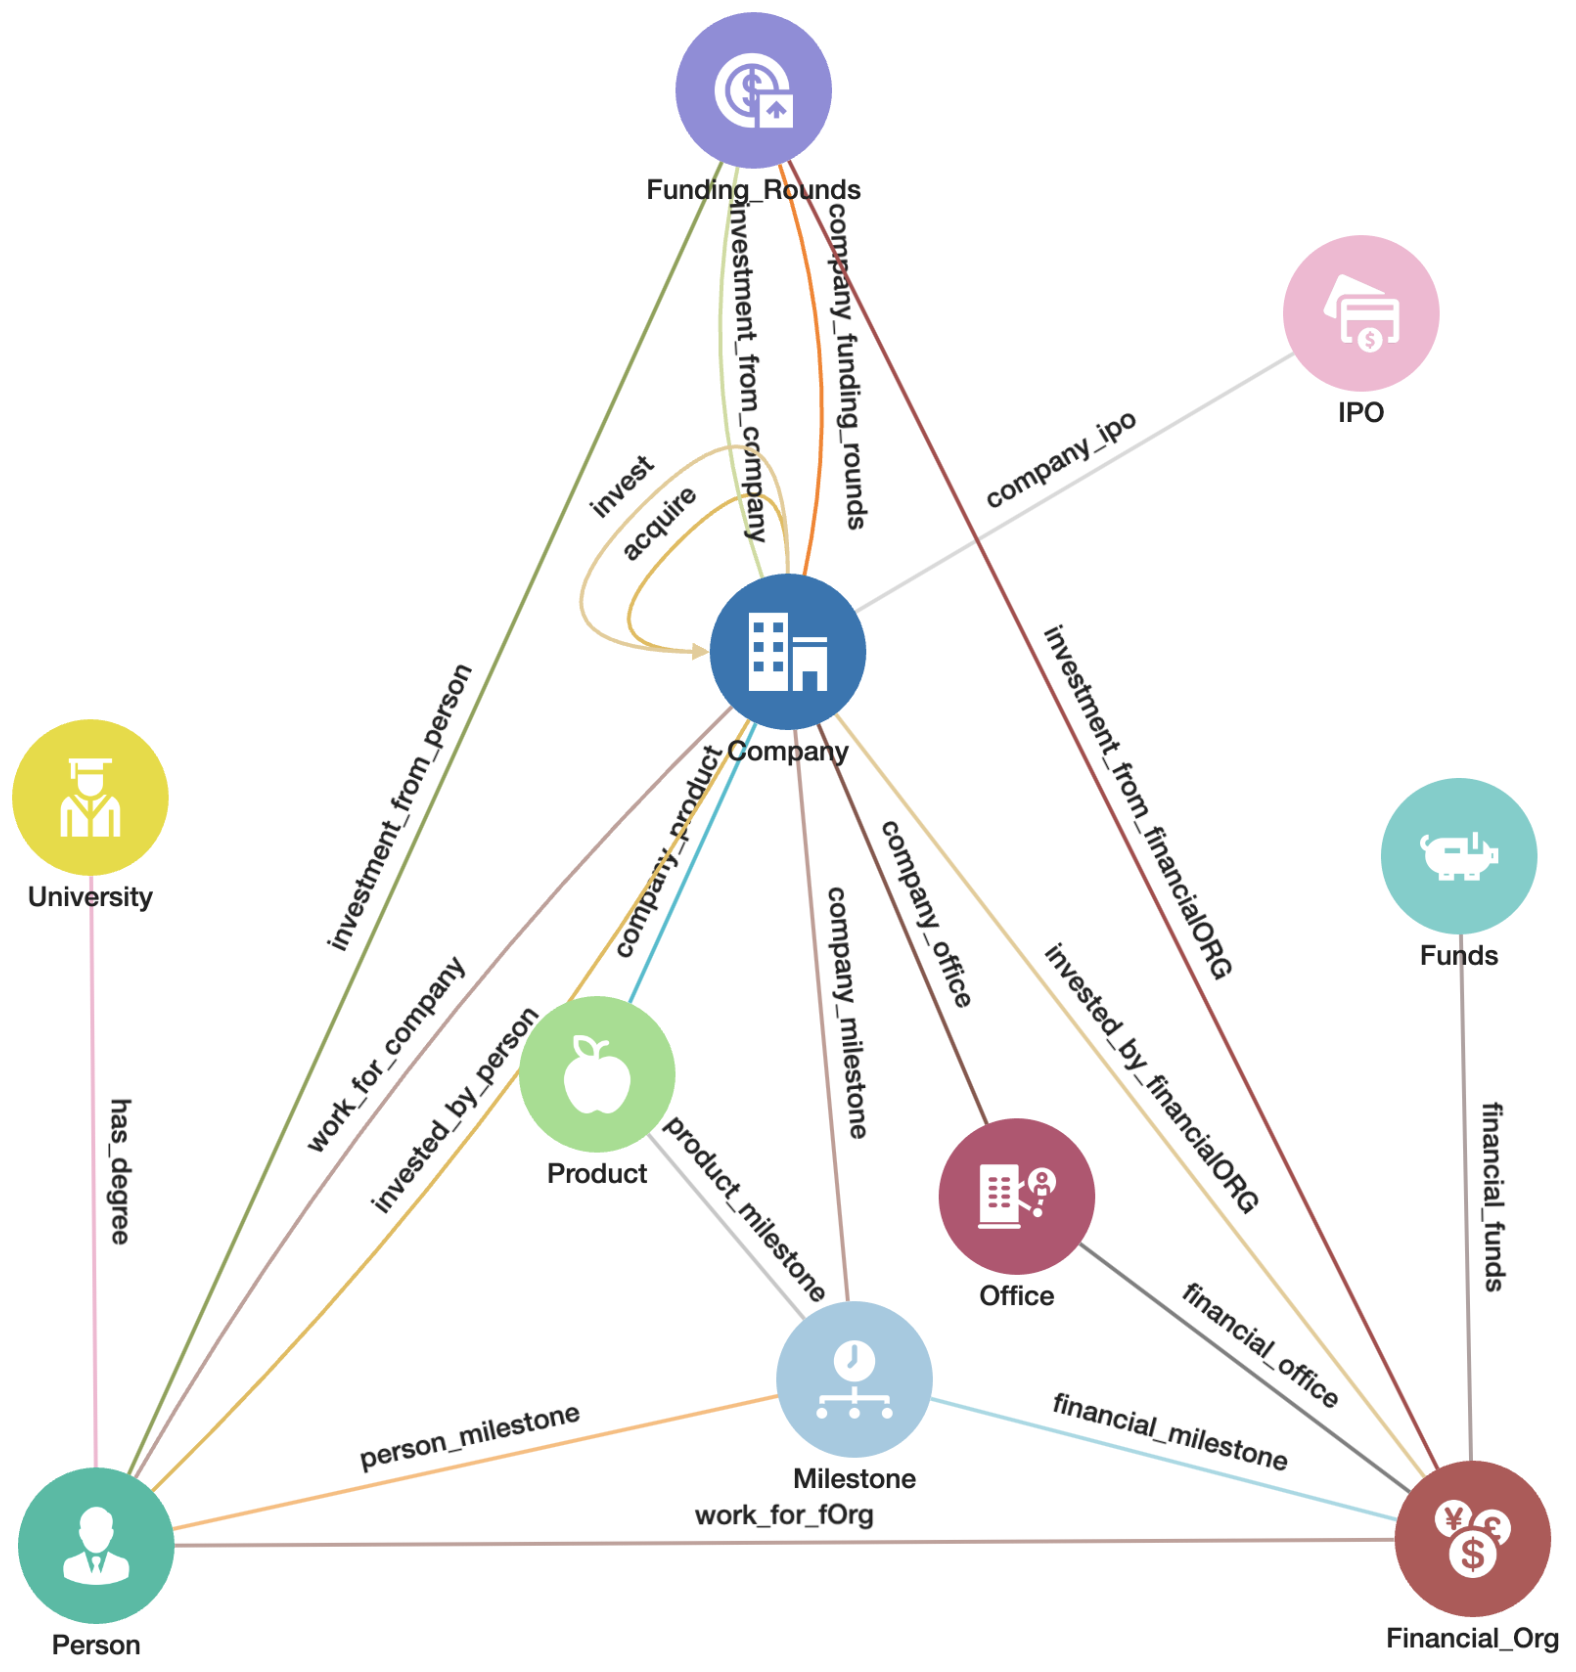 Funding_Rounds
investment_from_company
company_funding_rounds
IPO
company_ipo
invest
acquire
investment_from_person
investment_from_financialORG
Company
company_product
University
company_office
company_milestone
Funds
work_for_company
invested_by_person
invested_by_financialORG
has_degree
Product
product_milestone
financial_funds
Office
financial_office
person_milestone
financial_milestone
Milestone
work_for_fOrg
¥
£
$
Person
Financial_Org
$
$